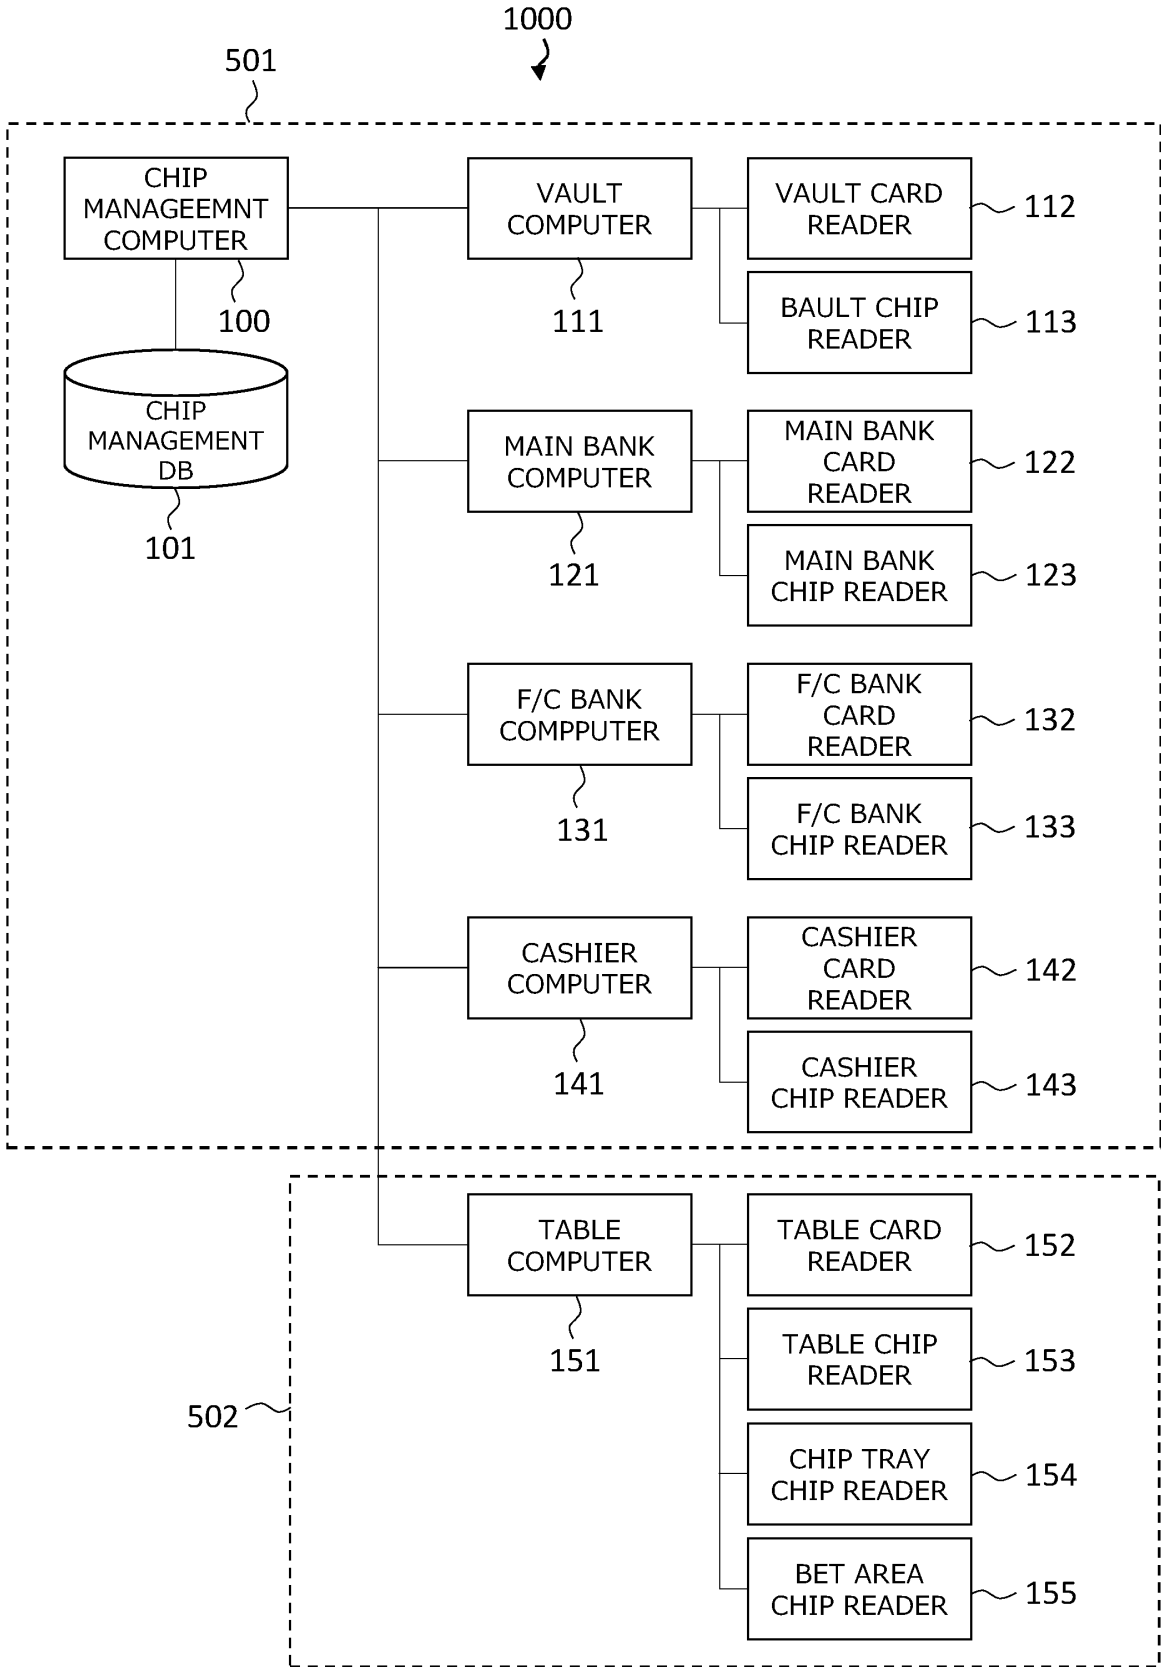 1000
501
CHIP
MANAGEEMNT
COMPUTER
100
CHIP
MANAGEMENT
DB
101
VAULT
COMPUTER
111
VAULT CARD
READER
112
BAULT CHIP
READER
113
MAIN BANK
COMPUTER
121
MAIN BANK
CARD
READER
122
MAIN BANK
CHIP READER
123
F/C BANK
COMPPUTER
131
F/C BANK
CARD
READER
132
F/C BANK
CHIP READER
133
CASHIER
COMPUTER
141
CASHIER
CARD
READER
142
CASHIER
CHIP READER
143
502
TABLE
COMPUTER
151
TABLE CARD
READER
152
TABLE CHIP
READER
153
CHIP TRAY
CHIP READER
154
BET AREA
CHIP READER
155